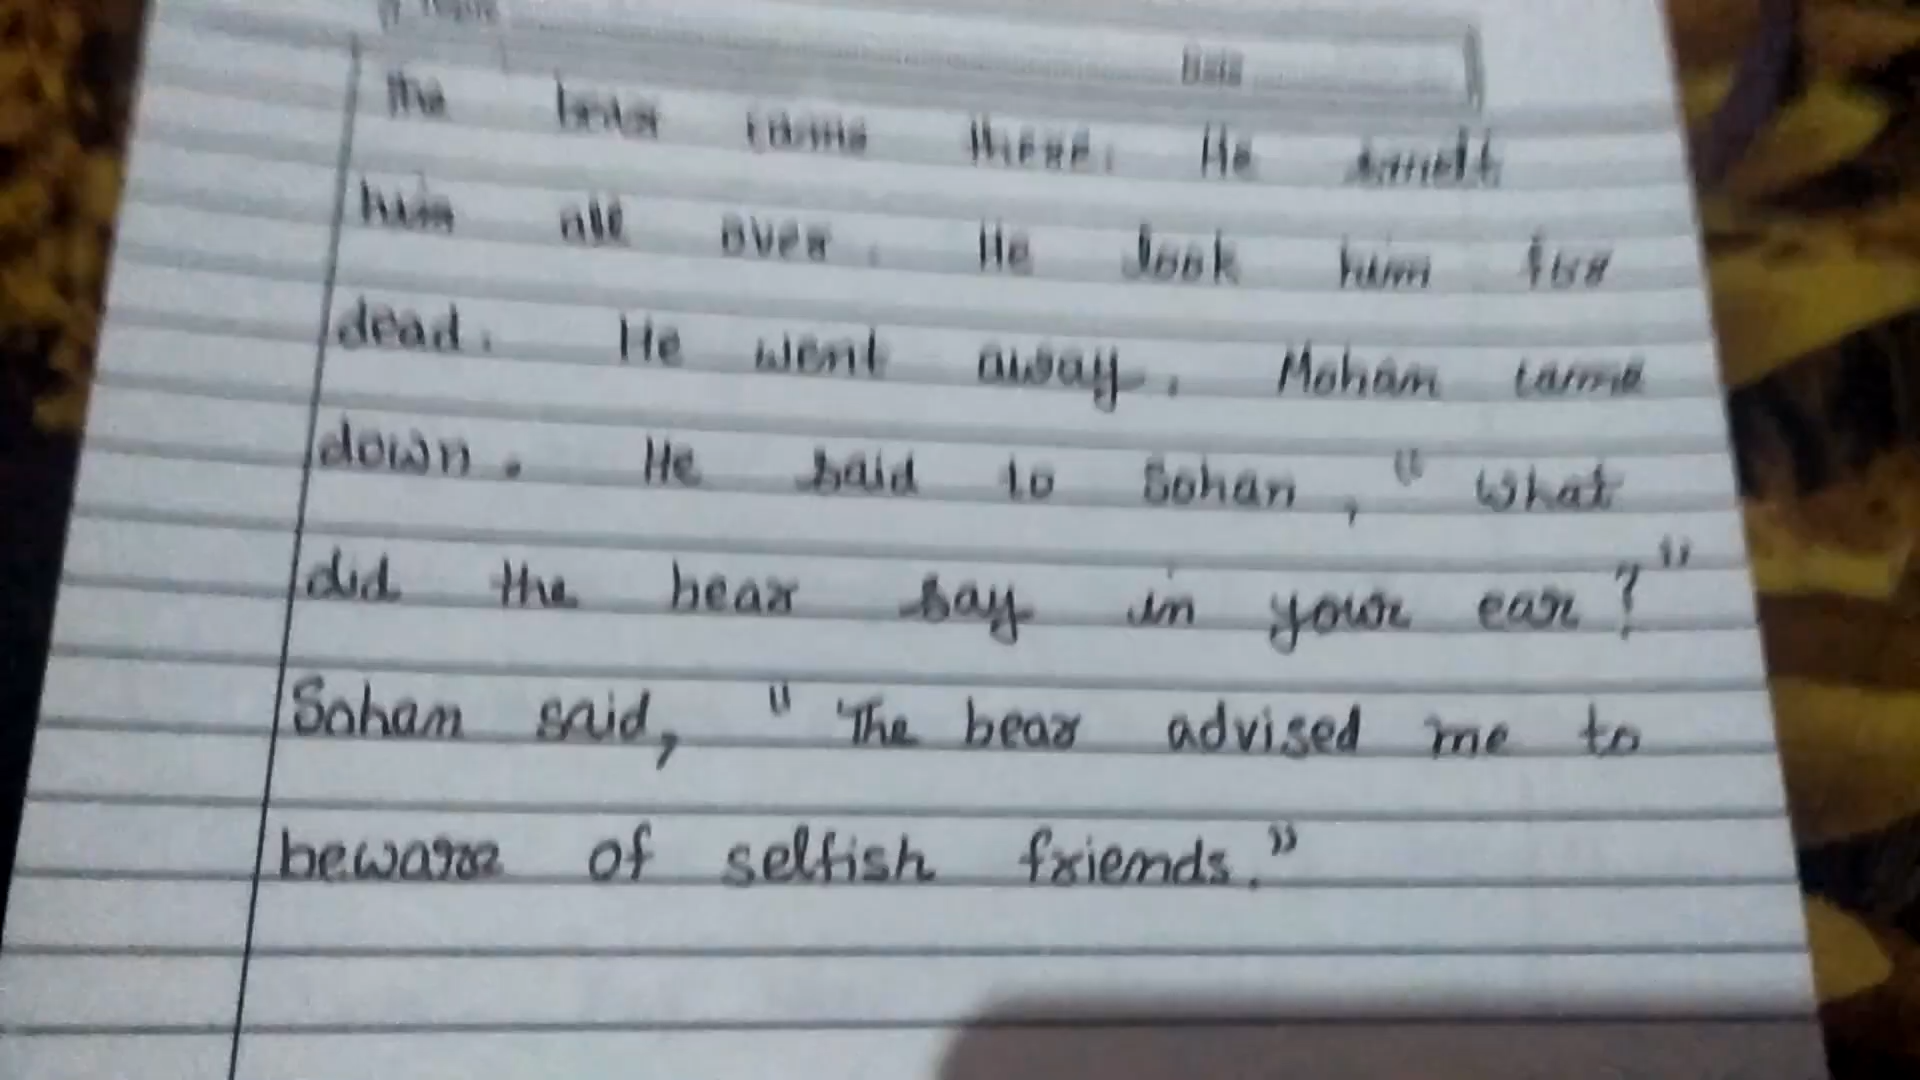 Date
The bear came there. He smelt
him all over. He look him for
dead. He went away. Mohan came
down. He said to Sohan, " What
did the bear say in your ear?"
Sohan said, " The bear advised me to
beware of selfish friends."